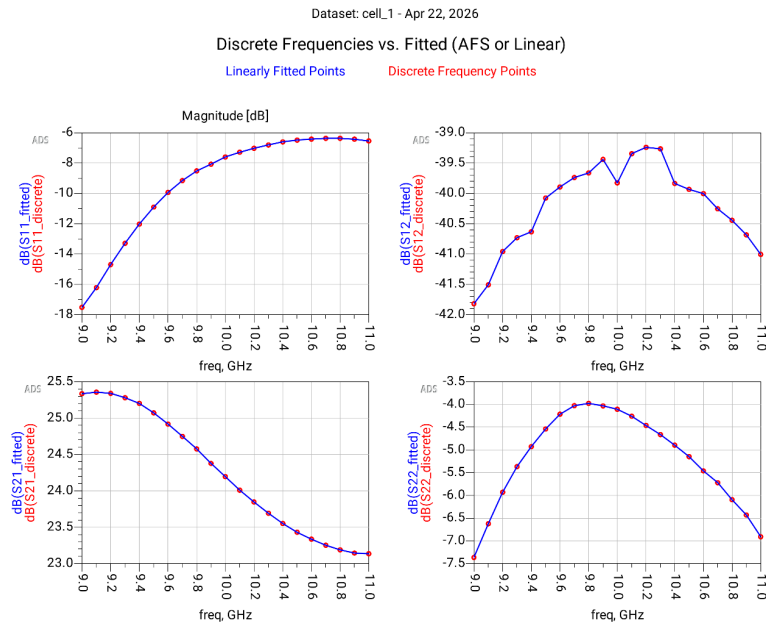 Dataset: cell_1 - Apr 22, 2026
Discrete Frequencies vs. Fitted (AFS or Linear)
Linearly Fitted Points Discrete Frequency Points
Magnitude [dB]
ADS
dB(S11_fitted)
dB(S11_discrete)
-6
-8
-10
-12
-14
-16
-18
9.0 9.2 9.4 9.6 9.8 10.0 10.2 10.4 10.6 10.8 11.0
freq, GHz
ADS
dB(S12_fitted)
dB(S12_discrete)
-39.0
-39.5
-40.0
-40.5
-41.0
-41.5
-42.0
9.0 9.2 9.4 9.6 9.8 10.0 10.2 10.4 10.6 10.8 11.0
freq, GHz
ADS
dB(S21_fitted)
dB(S21_discrete)
25.5
25.0
24.5
24.0
23.5
23.0
9.0 9.2 9.4 9.6 9.8 10.0 10.2 10.4 10.6 10.8 11.0
freq, GHz
ADS
dB(S22_fitted)
dB(S22_discrete)
-3.5
-4.0
-4.5
-5.0
-5.5
-6.0
-6.5
-7.0
-7.5
9.0 9.2 9.4 9.6 9.8 10.0 10.2 10.4 10.6 10.8 11.0
freq, GHz